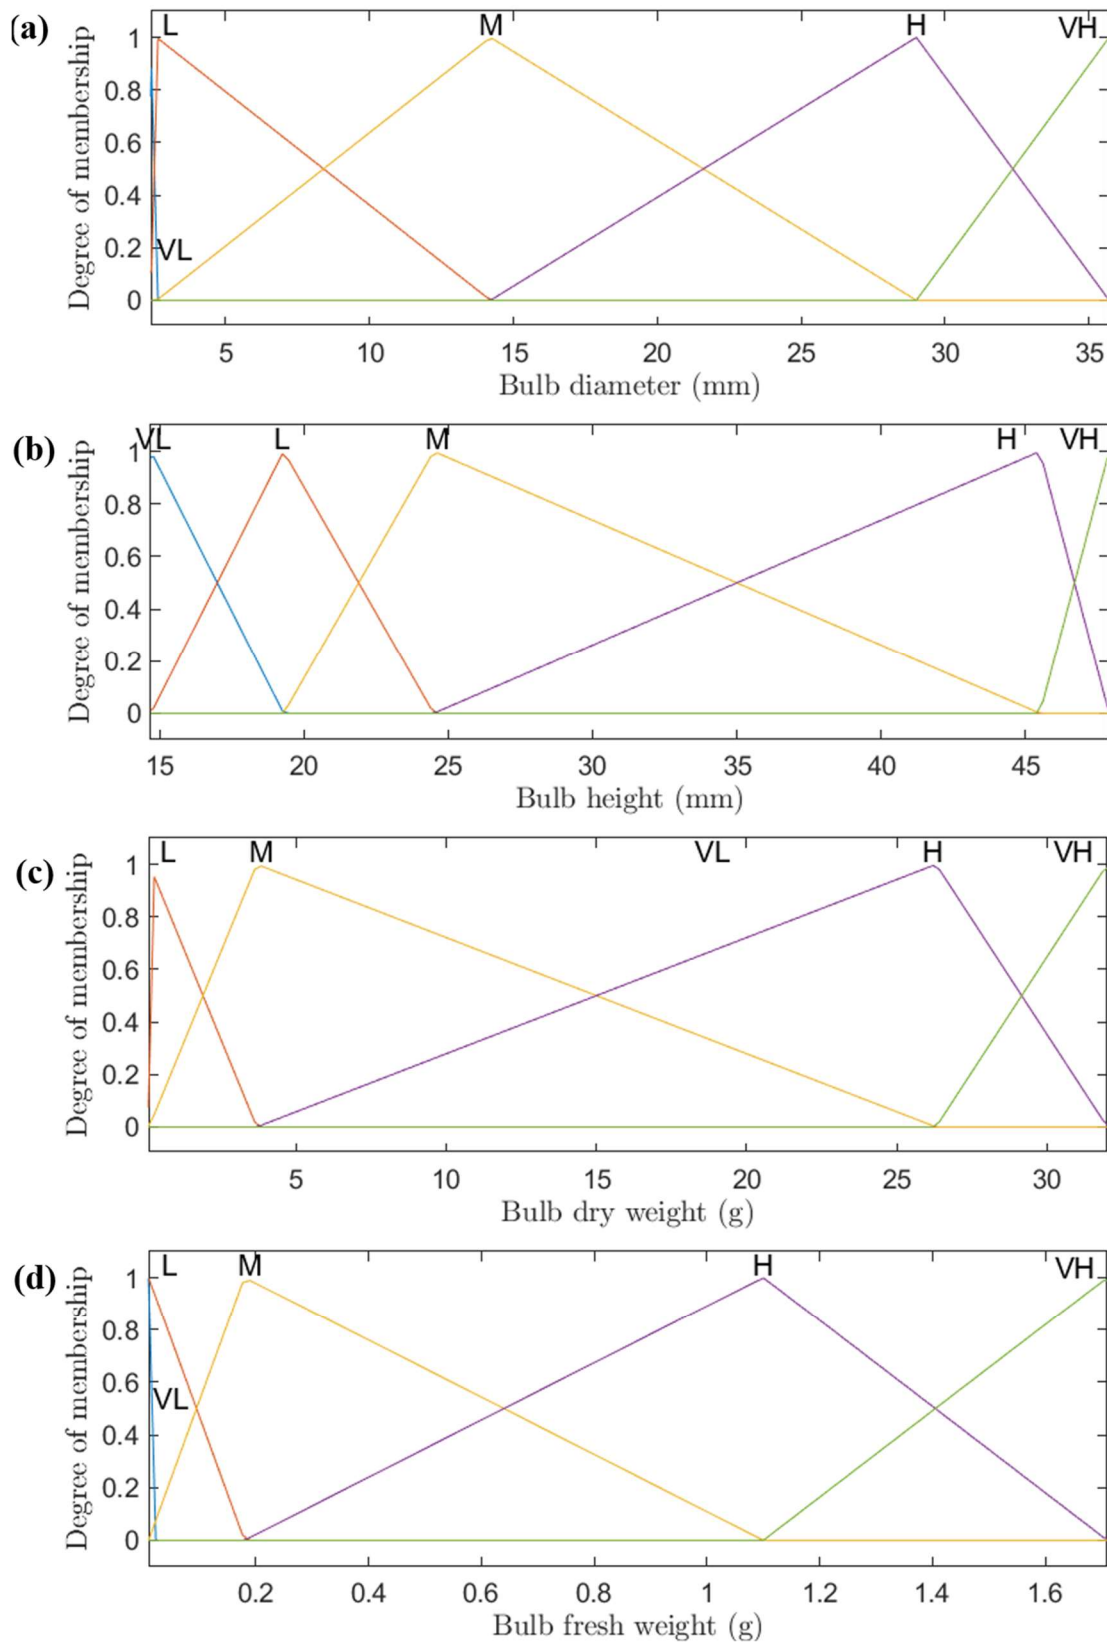 (a)
L M H VH
1
0.8
0.6
0.4
0.2
0
VL
Degree of membership
5 10 15 20 25 30 35
Bulb diameter (mm)
(b)
VL L M H VH
1
0.8
0.6
0.4
0.2
0
Degree of membership
15 20 25 30 35 40 45
Bulb height (mm)
(c)
L M VL H VH
1
0.8
0.6
0.4
0.2
0
Degree of membership
5 10 15 20 25 30
Bulb dry weight (g)
(d)
L M H VH
1
0.8
0.6
0.4
0.2
0
VL
Degree of membership
0.2 0.4 0.6 0.8 1 1.2 1.4 1.6
Bulb fresh weight (g)